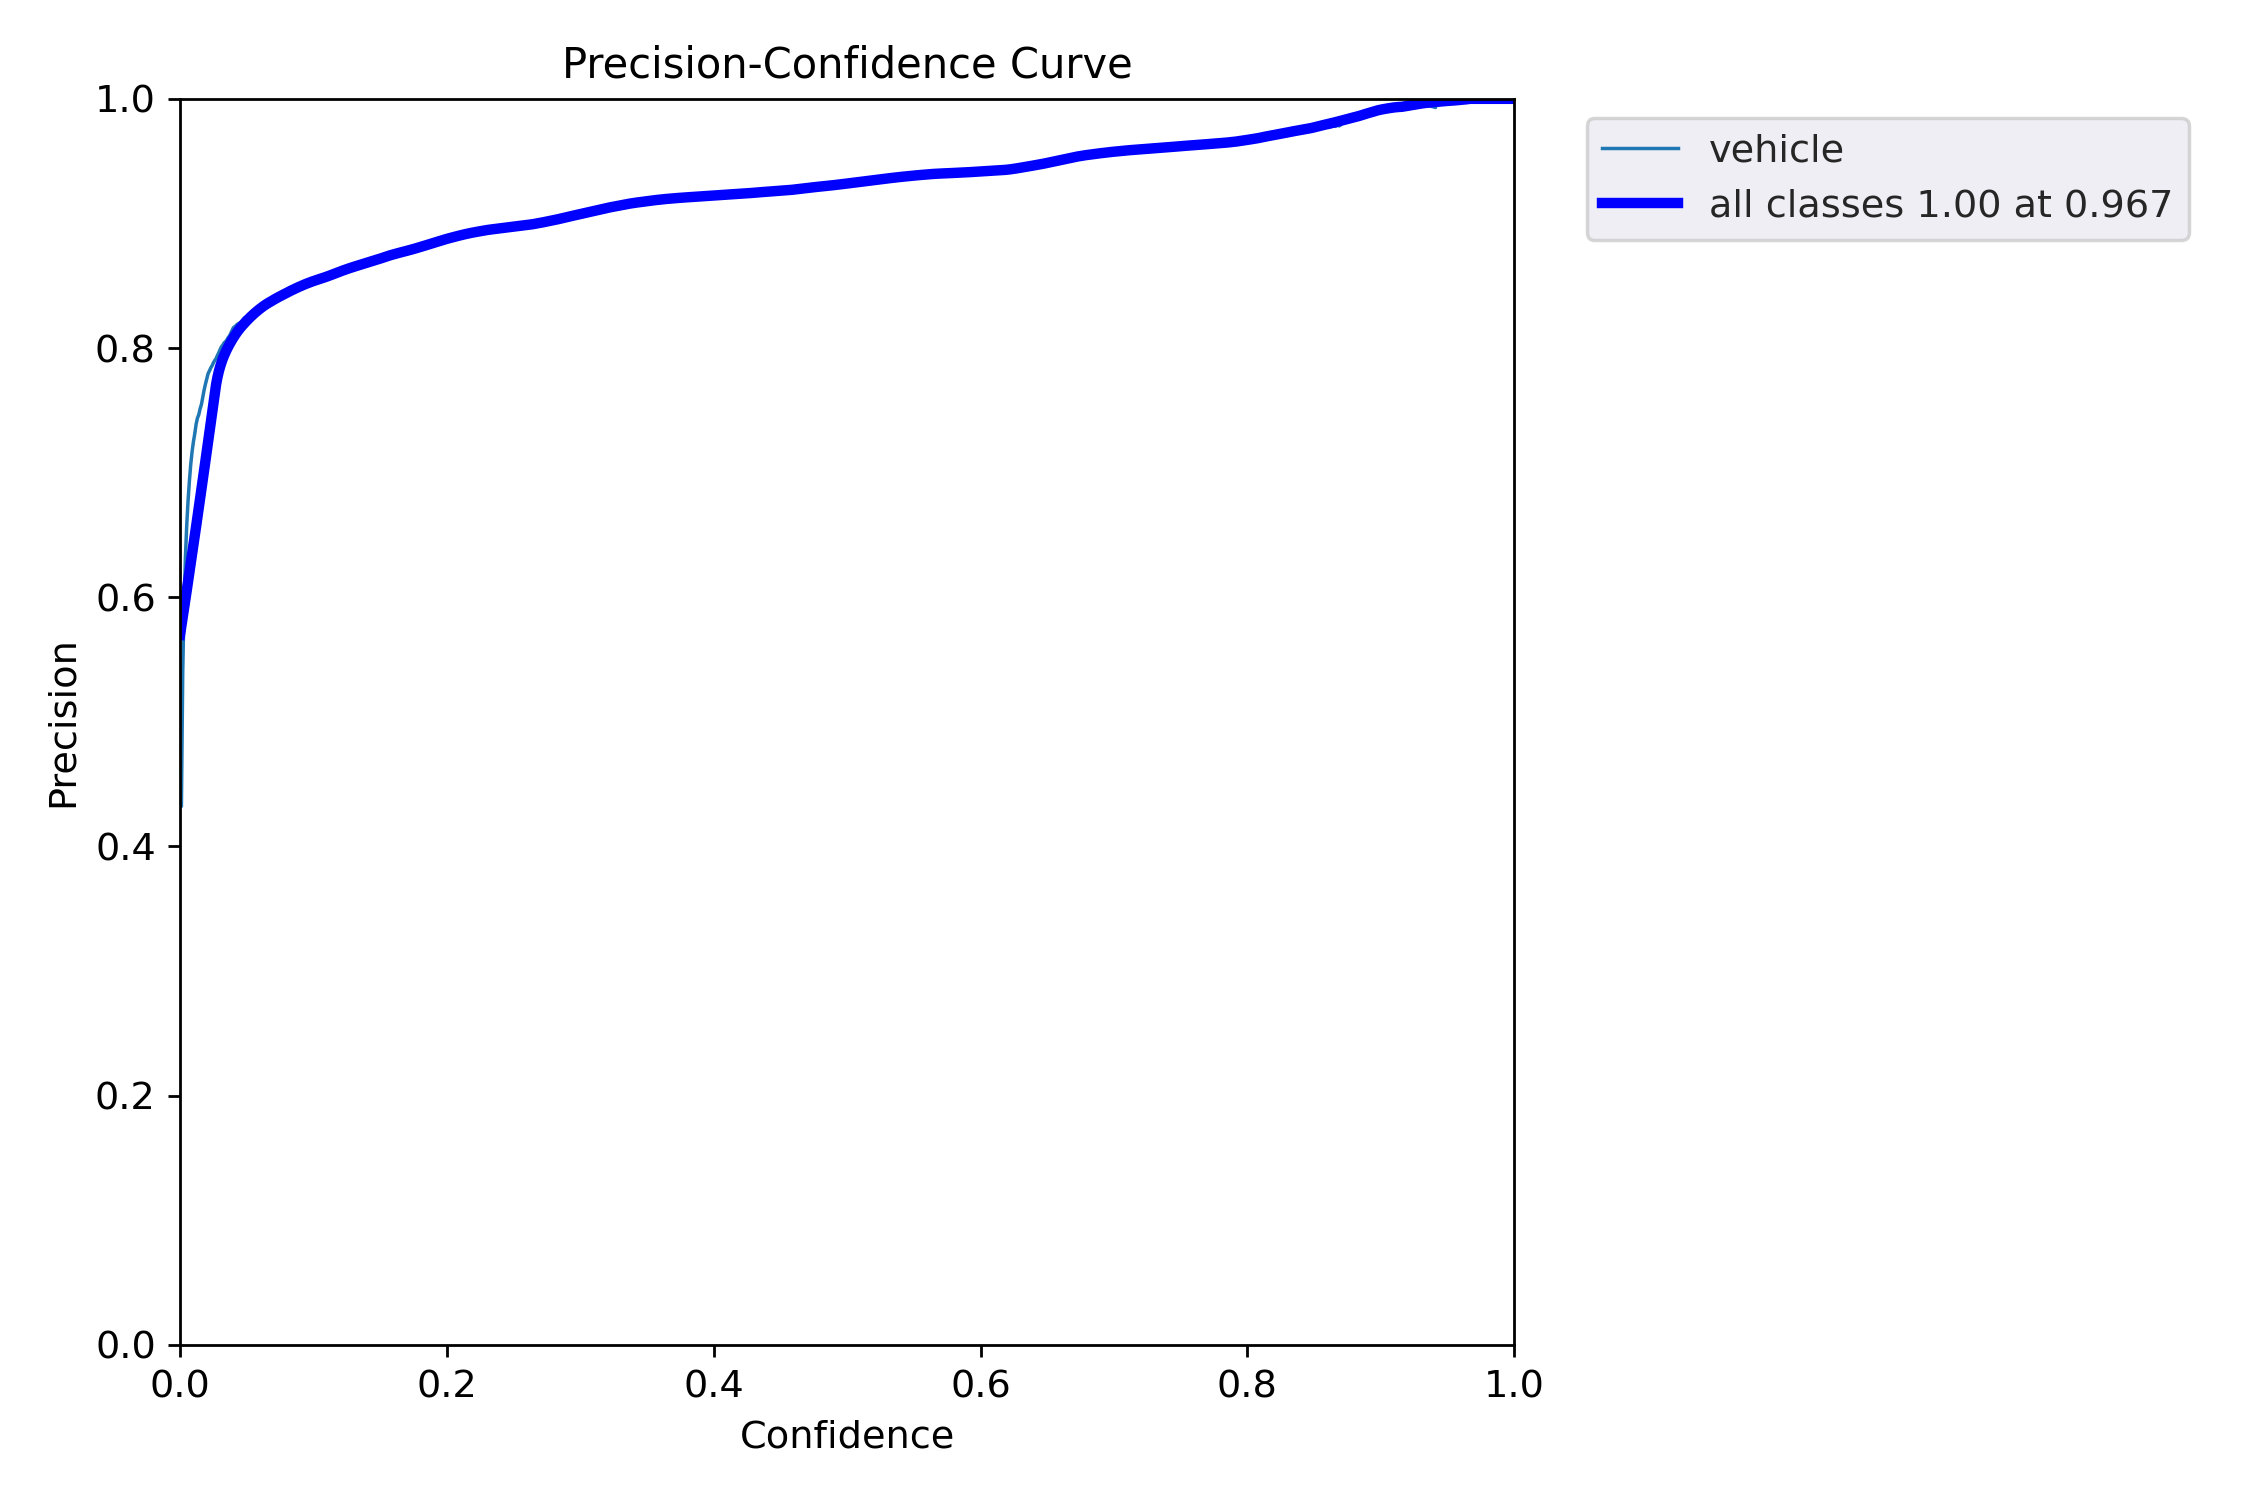 Precision-Confidence Curve
1.0
0.8
0.6
0.4
0.2
0.0
Precision
0.0 0.2 0.4 0.6 0.8 1.0
Confidence
vehicle
all classes 1.00 at 0.967